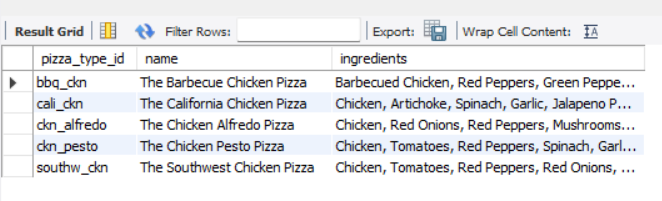 Result Grid Filter Rows: Export: Wrap Cell Content: IA
pizza_type_id name ingredients
bbq_ckn The Barbecue Chicken Pizza Barbecued Chicken, Red Peppers, Green Peppe...
cali_ckn The California Chicken Pizza Chicken, Artichoke, Spinach, Garlic, Jalapeno P...
ckn_alfredo The Chicken Alfredo Pizza Chicken, Red Onions, Red Peppers, Mushrooms...
ckn_pesto The Chicken Pesto Pizza Chicken, Tomatoes, Red Peppers, Spinach, Garl...
southw_ckn The Southwest Chicken Pizza Chicken, Tomatoes, Red Peppers, Red Onions, ...